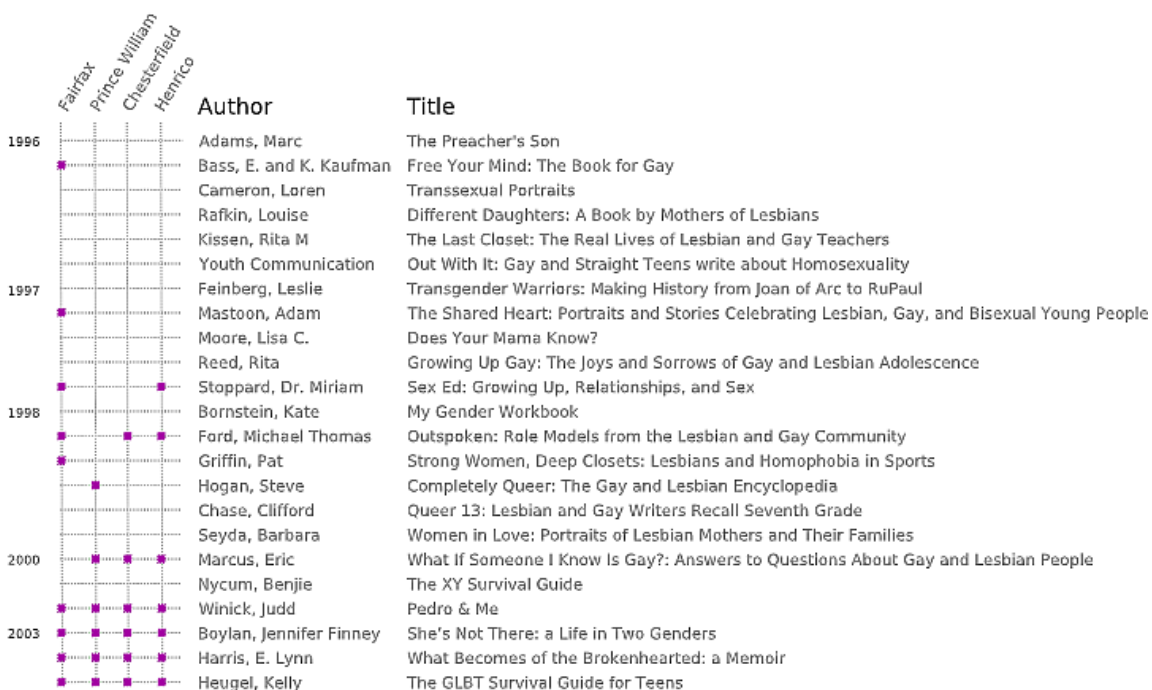 Fairfax Prince William Chesterfield Henrico
Author Title
1996 Adams, Marc The Preacher's Son
Bass, E. and K. Kaufman Free Your Mind: The Book for Gay
Cameron, Loren Transsexual Portraits
Rafkin, Louise Different Daughters: A Book by Mothers of Lesbians
Kissen, Rita M The Last Closet: The Real Lives of Lesbian and Gay Teachers
Youth Communication Out With It: Gay and Straight Teens write about Homosexuality
1997 Feinberg, Leslie Transgender Warriors: Making History from Joan of Arc to RuPaul
Mastoon, Adam The Shared Heart: Portraits and Stories Celebrating Lesbian, Gay, and Bisexual Young People
Moore, Lisa C. Does Your Mama Know?
Reed, Rita Growing Up Gay: The Joys and Sorrows of Gay and Lesbian Adolescence
Stoppard, Dr. Miriam Sex Ed: Growing Up, Relationships, and Sex
1998 Bornstein, Kate My Gender Workbook
Ford, Michael Thomas Outspoken: Role Models from the Lesbian and Gay Community
Griffin, Pat Strong Women, Deep Closets: Lesbians and Homophobia in Sports
Hogan, Steve Completely Queer: The Gay and Lesbian Encyclopedia
Chase, Clifford Queer 13: Lesbian and Gay Writers Recall Seventh Grade
Seyda, Barbara Women in Love: Portraits of Lesbian Mothers and Their Families
2000 Marcus, Eric What If Someone I Know Is Gay?: Answers to Questions About Gay and Lesbian People
Nycum, Benjie The XY Survival Guide
Winick, Judd Pedro & Me
2003 Boylan, Jennifer Finney She’s Not There: a Life in Two Genders
Harris, E. Lynn What Becomes of the Brokenhearted: a Memoir
Heugel, Kelly The GLBT Survival Guide for Teens